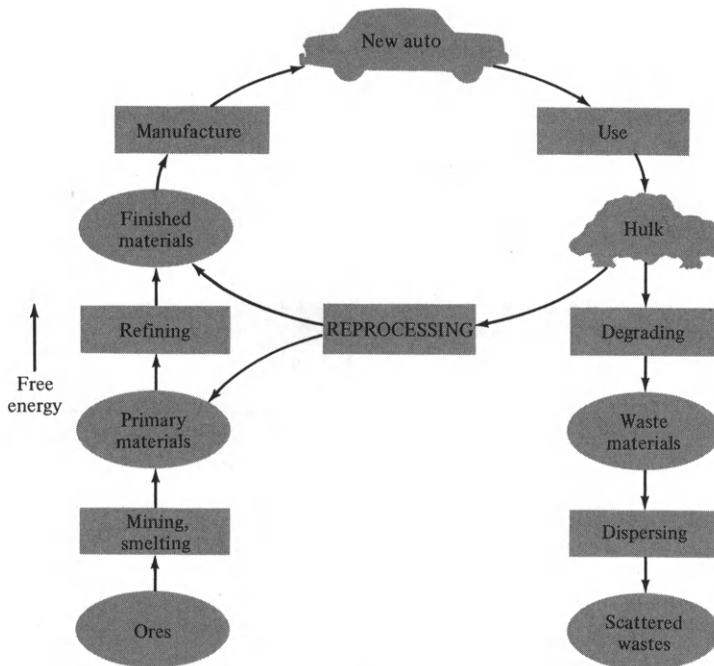 New auto
Manufacture
Use
Finished
materials
Hulk
Refining
REPROCESSING
Degrading
Free
energy
Primary
materials
Waste
materials
Mining,
smelting
Dispersing
Ores
Scattered
wastes